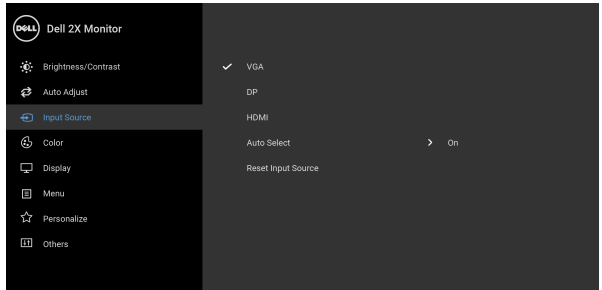 DELL Dell 2X Monitor
Brightness/Contrast
Auto Adjust
Input Source
Color
Display
Menu
Personalize
Others
VGA
DP
HDMI
Auto Select On
Reset Input Source